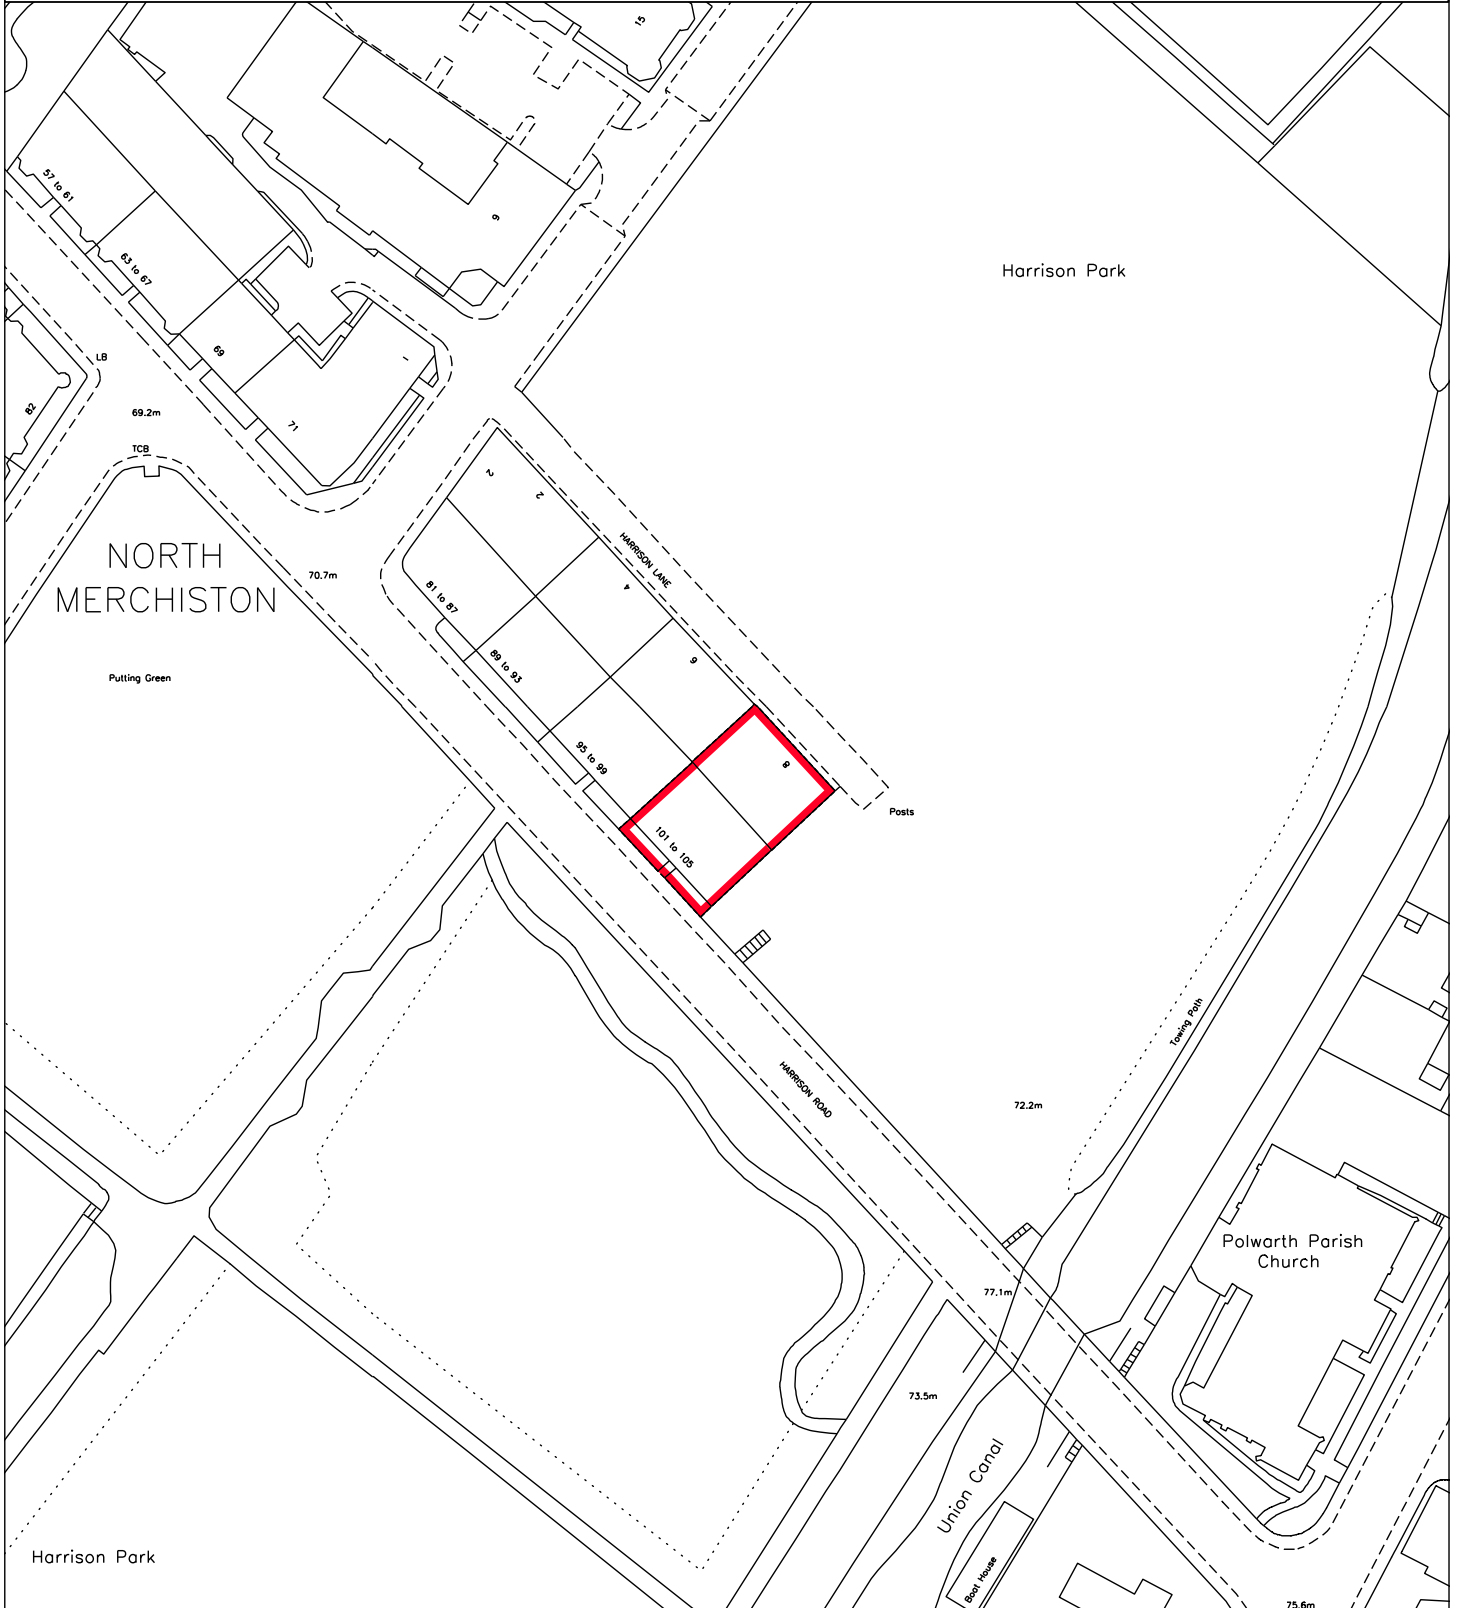 15
57 to 61
63 to 67
6
Harrison Park
LB
69
82
69.2m
71
TCB
2
2
HARRISON LANE
NORTH
MERCHISTON
70.7m
4
81 to 87
89 to 93
6
Putting Green
95 to 99
8
101 to 105
Posts
Towing Path
HARRISON ROAD
72.2m
Polwarth Parish
Church
77.1m
73.5m
Union Canal
Harrison Park
Boat House
75.6m